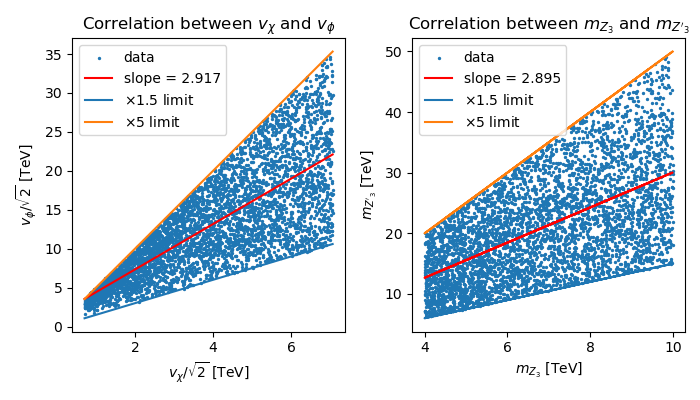 Correlation between v_χ and v_ϕ
data
slope = 2.917
×1.5 limit
×5 limit
v_ϕ/√2 [TeV]
35
30
25
20
15
10
5
0
2 4 6
v_χ/√2 [TeV]
Correlation between m_{Z_3} and m_{Z'_3}
data
slope = 2.895
×1.5 limit
×5 limit
m_{Z'_3} [TeV]
50
40
30
20
10
4 6 8 10
m_{Z_3} [TeV]